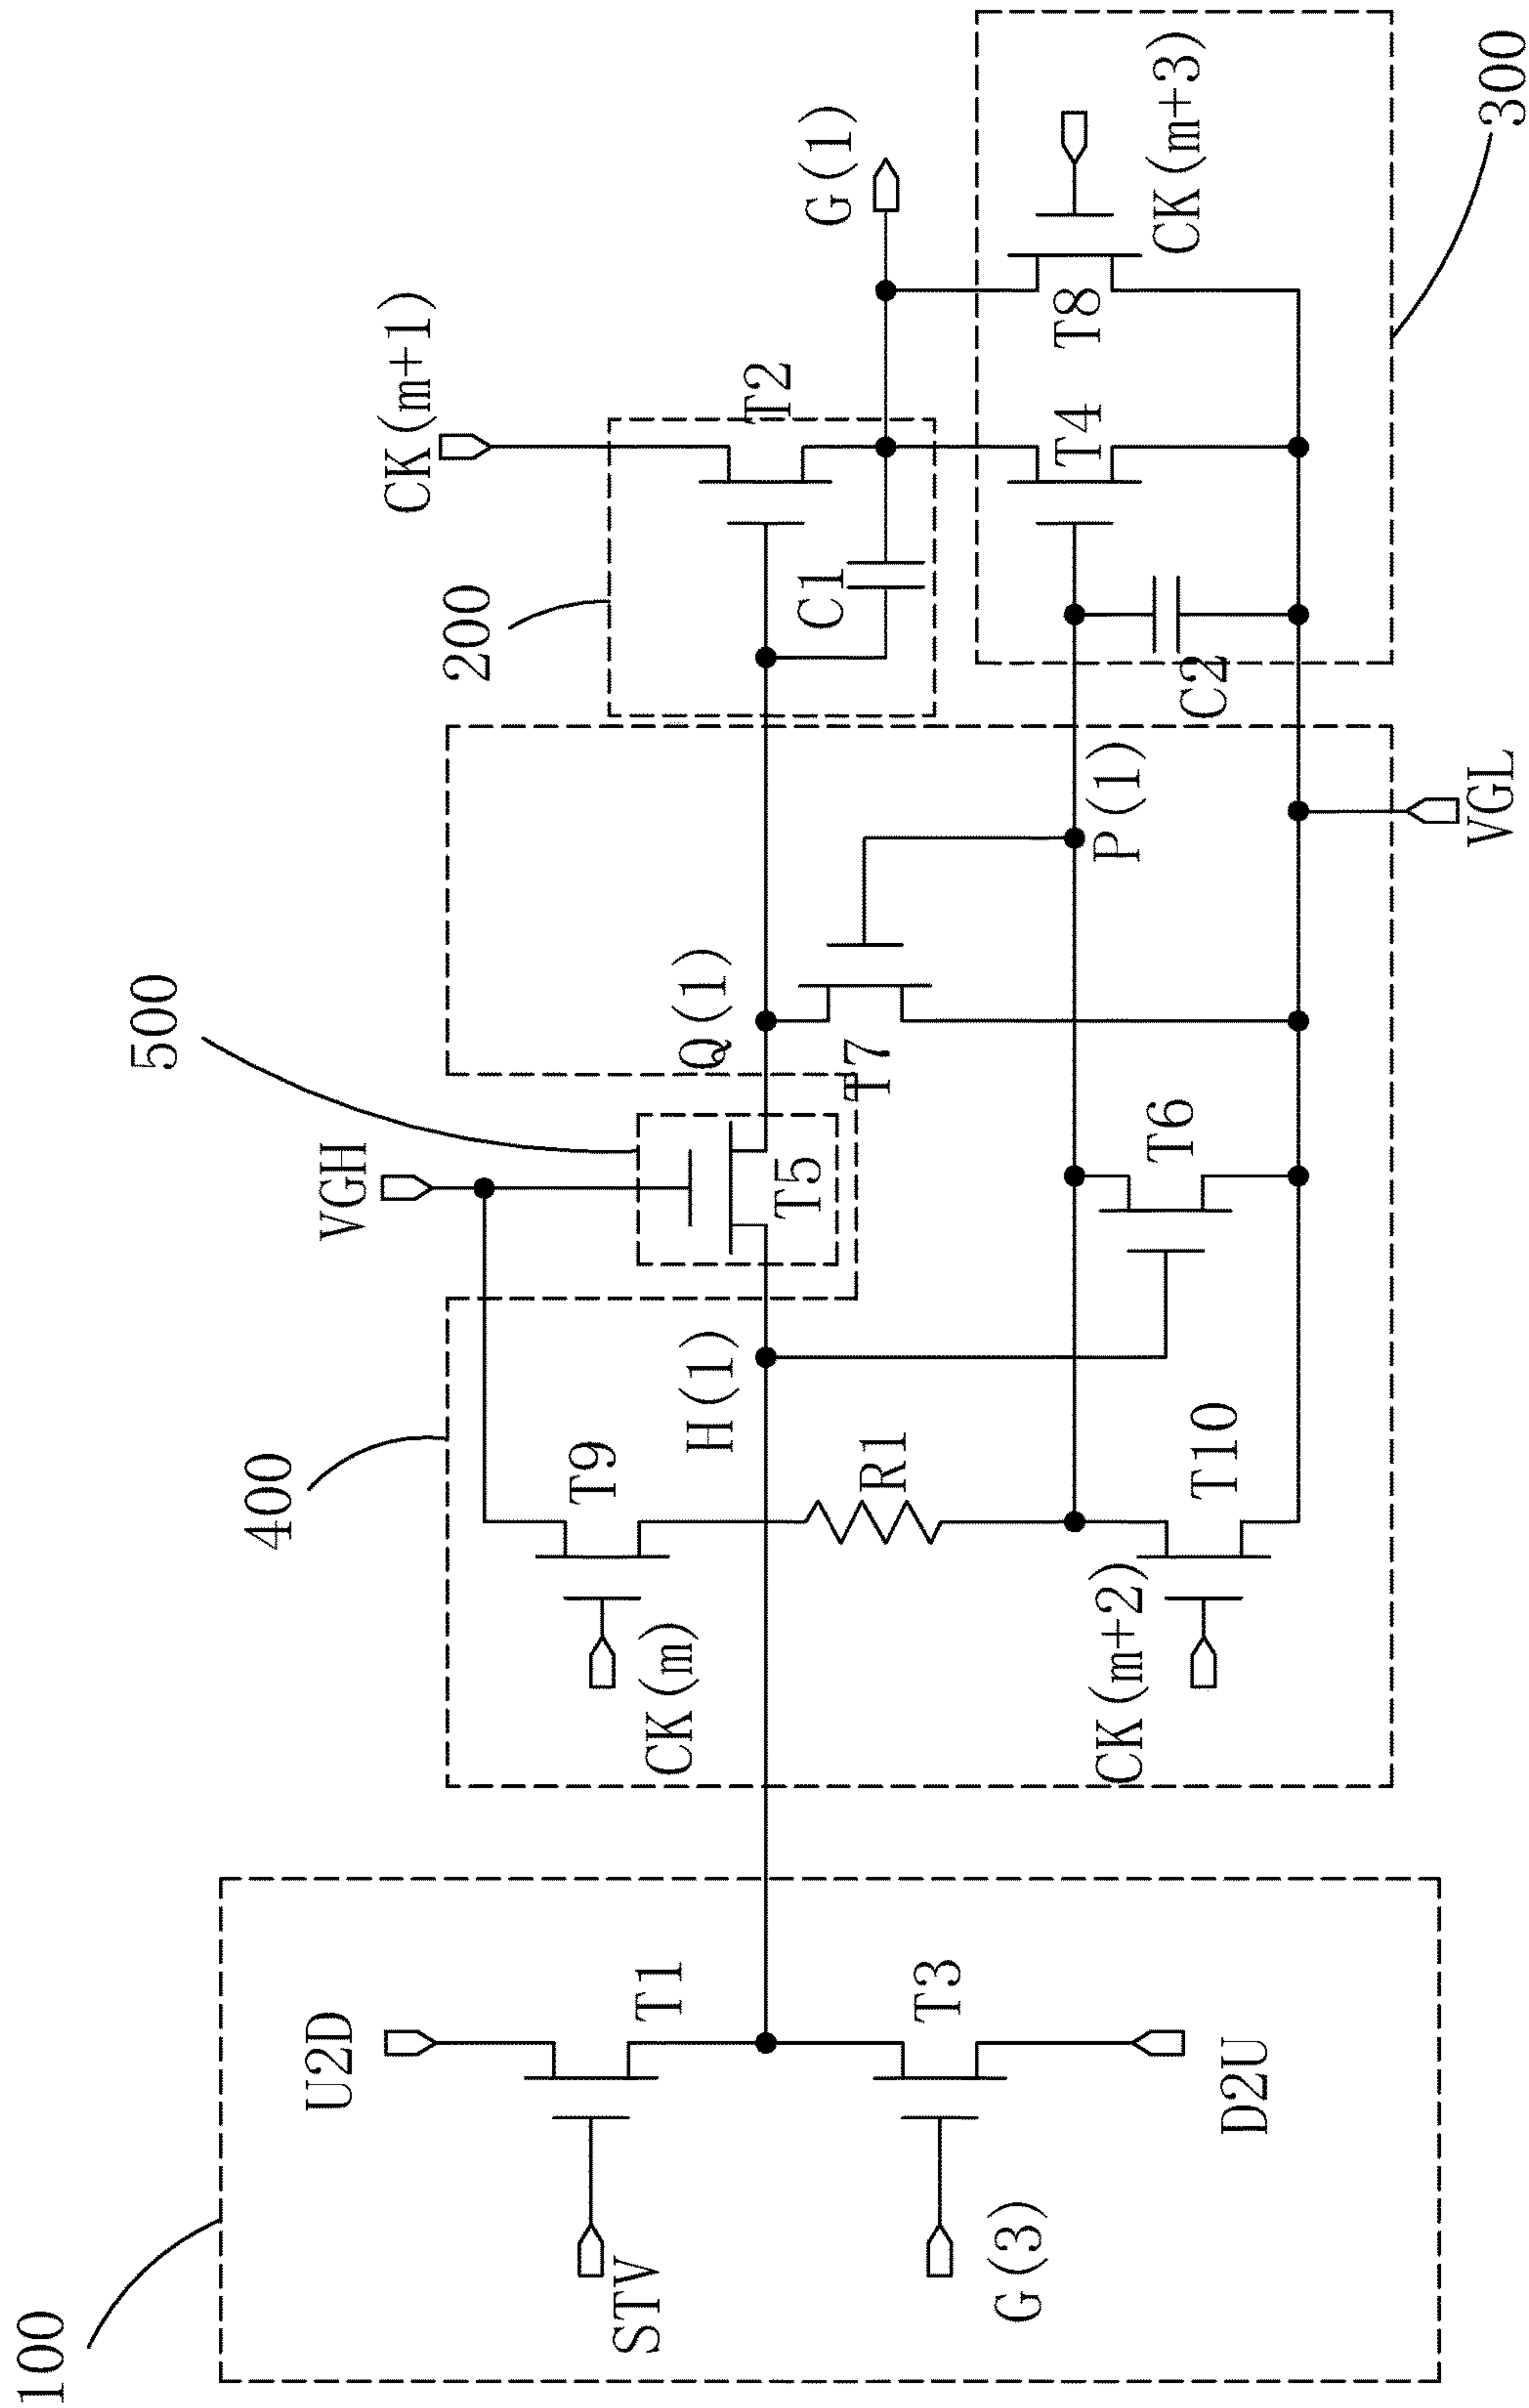 100
U2D
T1
STV
T3
G(3)
D2U
400
T9
CK(m)
H(1)
R1
CK(m+2)
T10
500
VGH
T5
T6
Q(1)
T7
P(1)
VGL
200
CK(m+1)
T2
C1
C2
G(1)
T4
T8
CK(m+3)
300